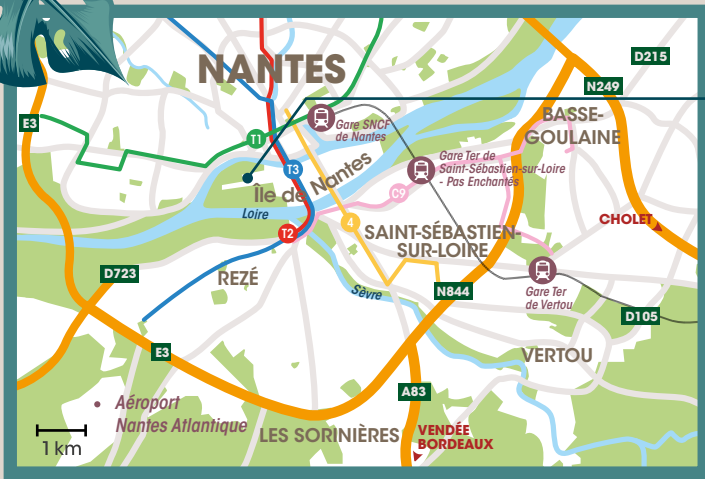 D215
NANTES
N249
E3
BASSE-
GOULAINE
Gare SNCF
de Nantes
T1
Gare Ter de
Saint-Sébastien-sur-Loire
- Pas Enchantés
T3
Île de Nantes
C9
Loire
4
CHOLET
T2
SAINT-SÉBASTIEN-
SUR-LOIRE
D723
REZÉ
Sèvre
N844
Gare Ter
de Vertou
D105
E3
VERTOU
A83
Aéroport
Nantes Atlantique
LES SORINIÈRES
VENDÉE
BORDEAUX
1 km